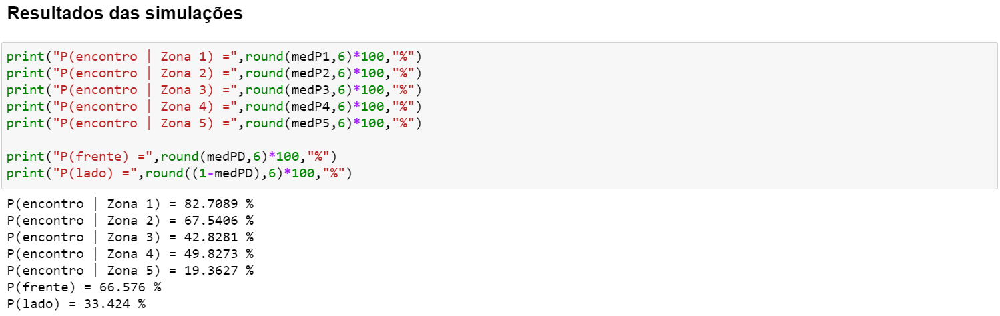 Resultados das simulações
print("P(encontro | Zona 1) =",round(medP1,6)*100,"%")
print("P(encontro | Zona 2) =",round(medP2,6)*100,"%")
print("P(encontro | Zona 3) =",round(medP3,6)*100,"%")
print("P(encontro | Zona 4) =",round(medP4,6)*100,"%")
print("P(encontro | Zona 5) =",round(medP5,6)*100,"%")
print("P(frente) =",round(medPD,6)*100,"%")
print("P(lado) =",round((1-medPD),6)*100,"%")
P(encontro | Zona 1) = 82.7089 %
P(encontro | Zona 2) = 67.5406 %
P(encontro | Zona 3) = 42.8281 %
P(encontro | Zona 4) = 49.8273 %
P(encontro | Zona 5) = 19.3627 %
P(frente) = 66.576 %
P(lado) = 33.424 %